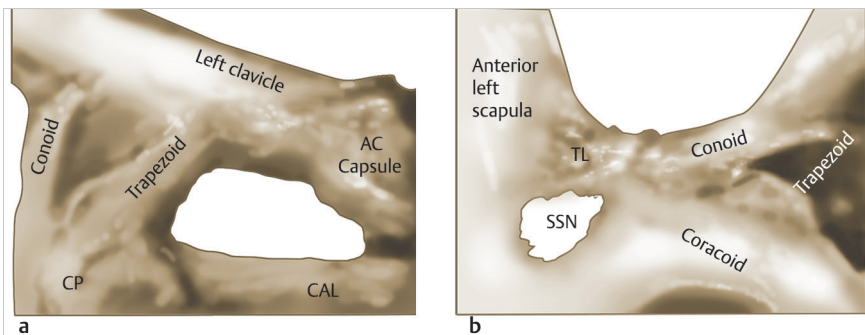 Left clavicle
Conoid
Trapezoid
AC
Capsule
CP
CAL
a
Anterior
left
scapula
TL
Conoid
Trapezoid
SSN
Coracoid
b